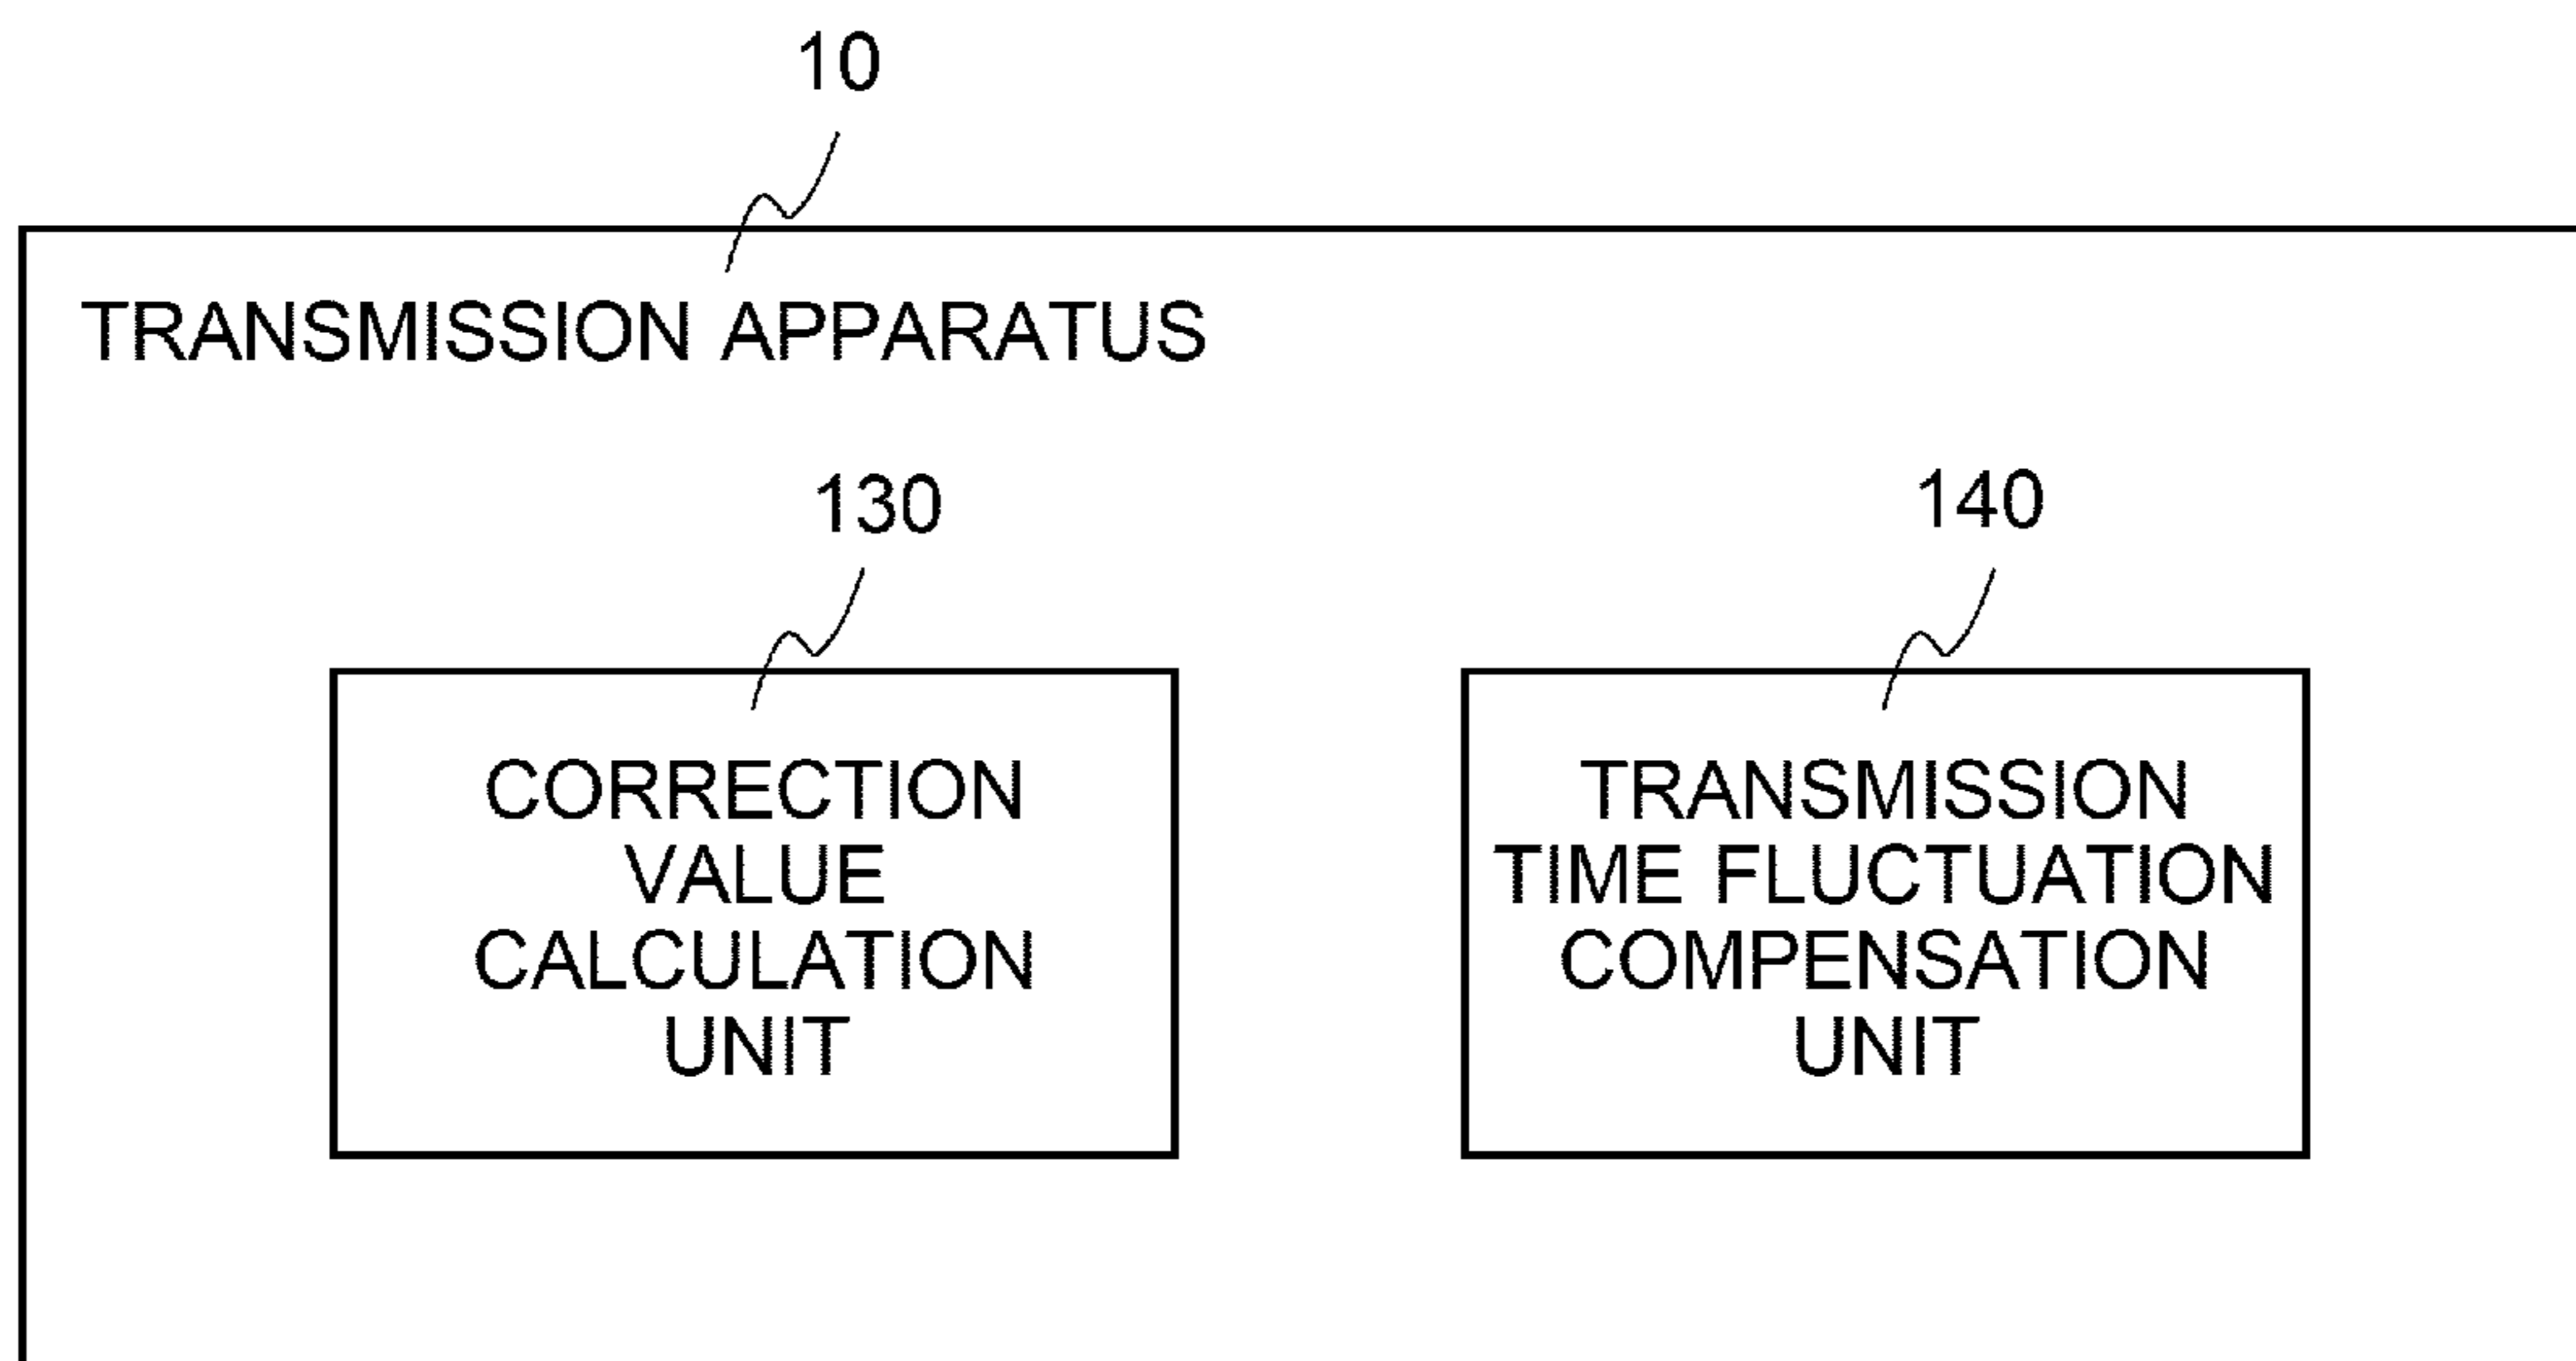 10
TRANSMISSION APPARATUS
130
CORRECTION
VALUE
CALCULATION
UNIT
140
TRANSMISSION
TIME FLUCTUATION
COMPENSATION
UNIT